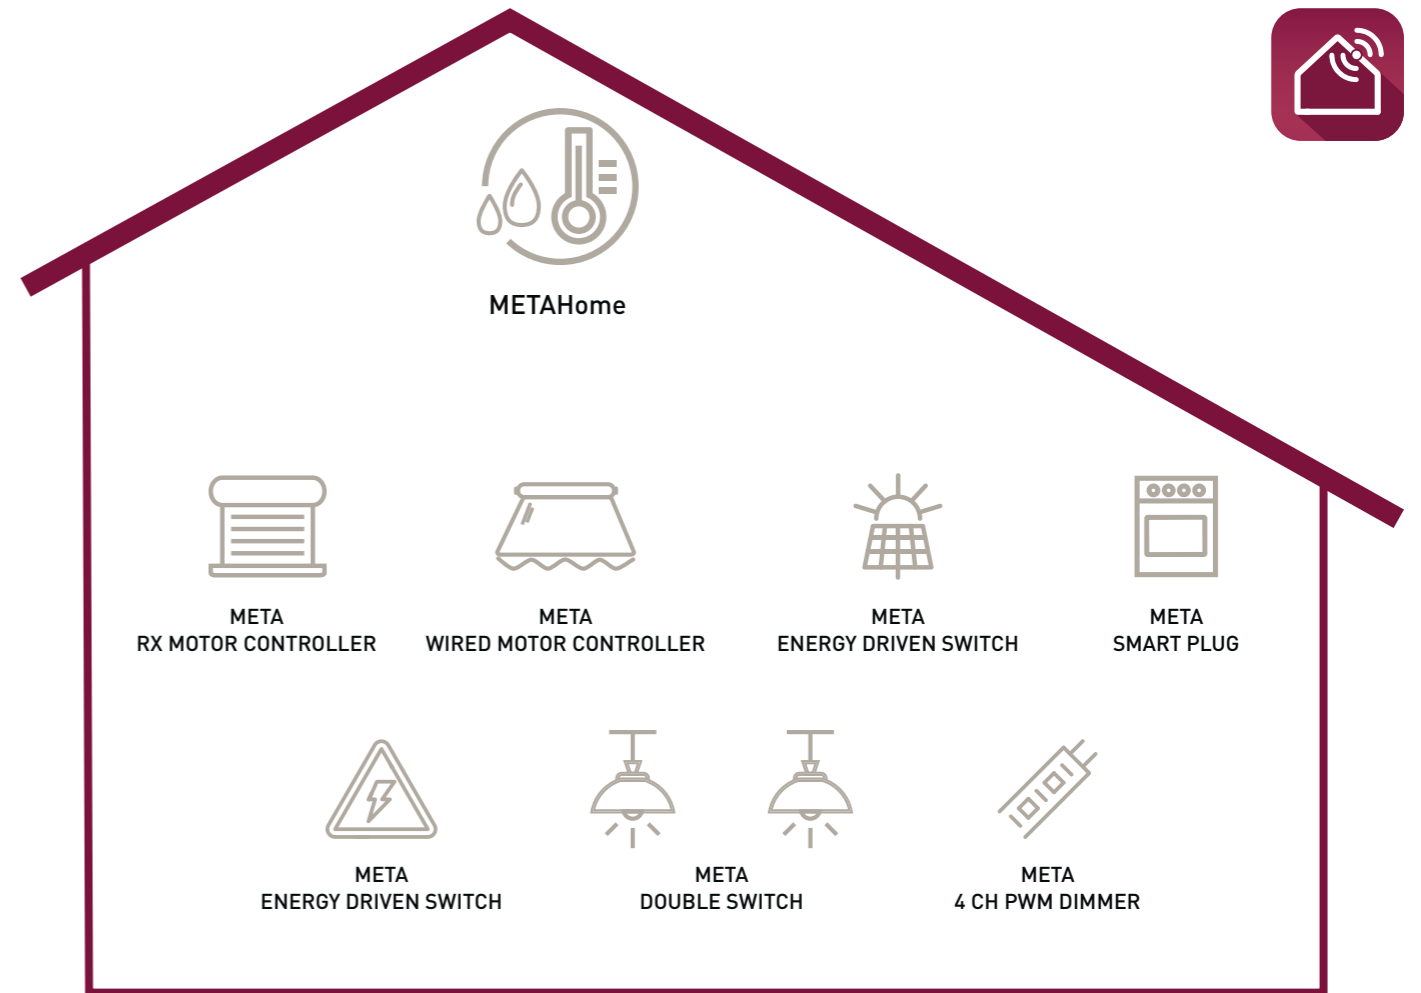 METAHome
META
RX MOTOR CONTROLLER
META
WIRED MOTOR CONTROLLER
META
ENERGY DRIVEN SWITCH
META
SMART PLUG
META
ENERGY DRIVEN SWITCH
META
DOUBLE SWITCH
META
4 CH PWM DIMMER